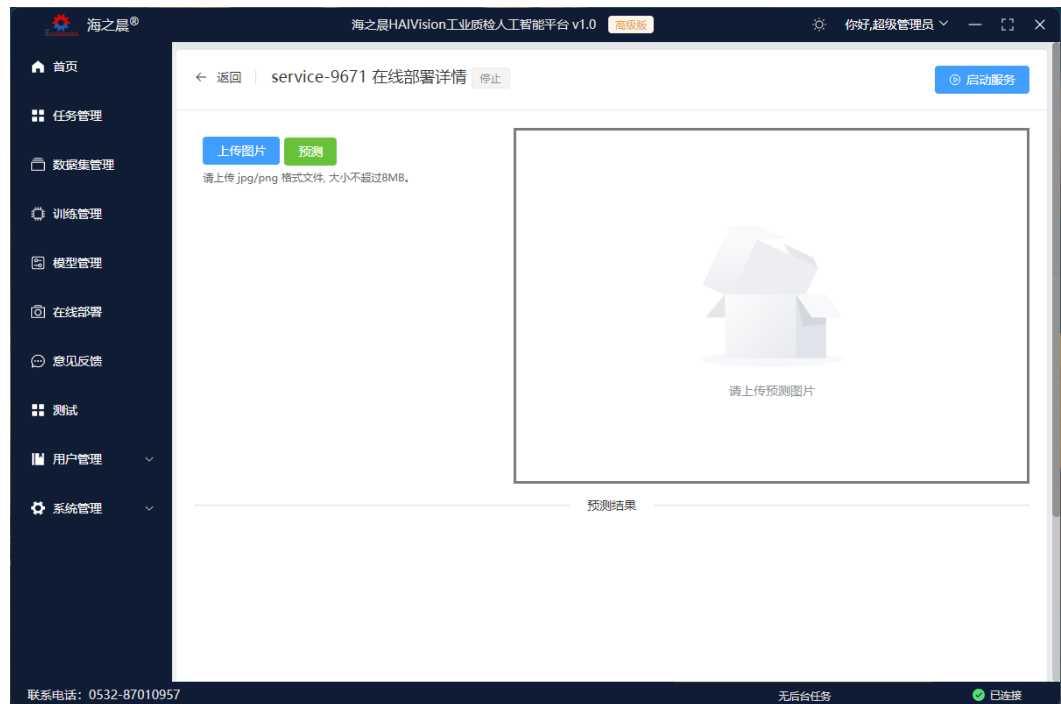 海之晨®
海之晨HAIVision工业质检人工智能平台 v1.0 高级版
你好,超级管理员
首页
任务管理
数据集管理
训练管理
模型管理
在线部署
意见反馈
测试
用户管理
系统管理
返回 service-9671 在线部署详情 停止
启动服务
上传图片 预测
请上传 jpg/png 格式文件, 大小不超过8MB。
请上传预测图片
预测结果
联系电话：0532-87010957
无后台任务
已连接